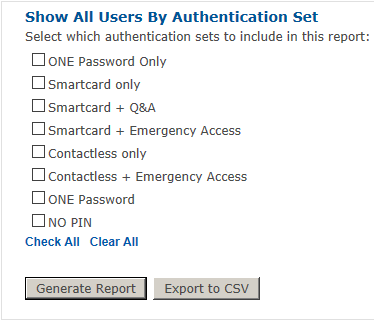 Show All Users By Authentication Set
Select which authentication sets to include in this report:
ONE Password Only
Smartcard only
Smartcard + Q&A
Smartcard + Emergency Access
Contactless only
Contactless + Emergency Access
ONE Password
NO PIN
Check All Clear All
Generate Report Export to CSV